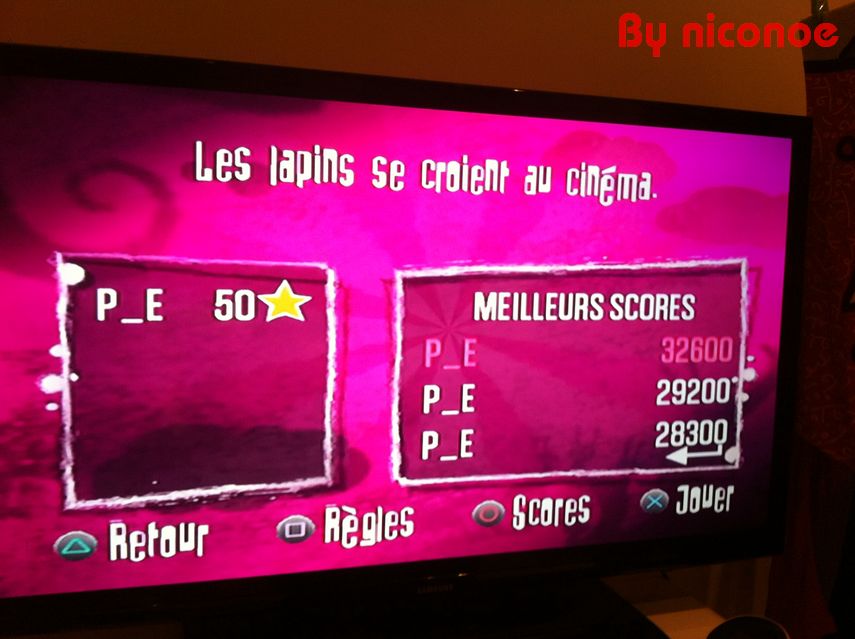 By niconoe
Les lapins se croient au cinéma.
P_E 50
MEILLEURS SCORES
P_E 32600
P_E 29200
P_E 28300
Retour
Règles
Scores
Jouer
SAMSUNG